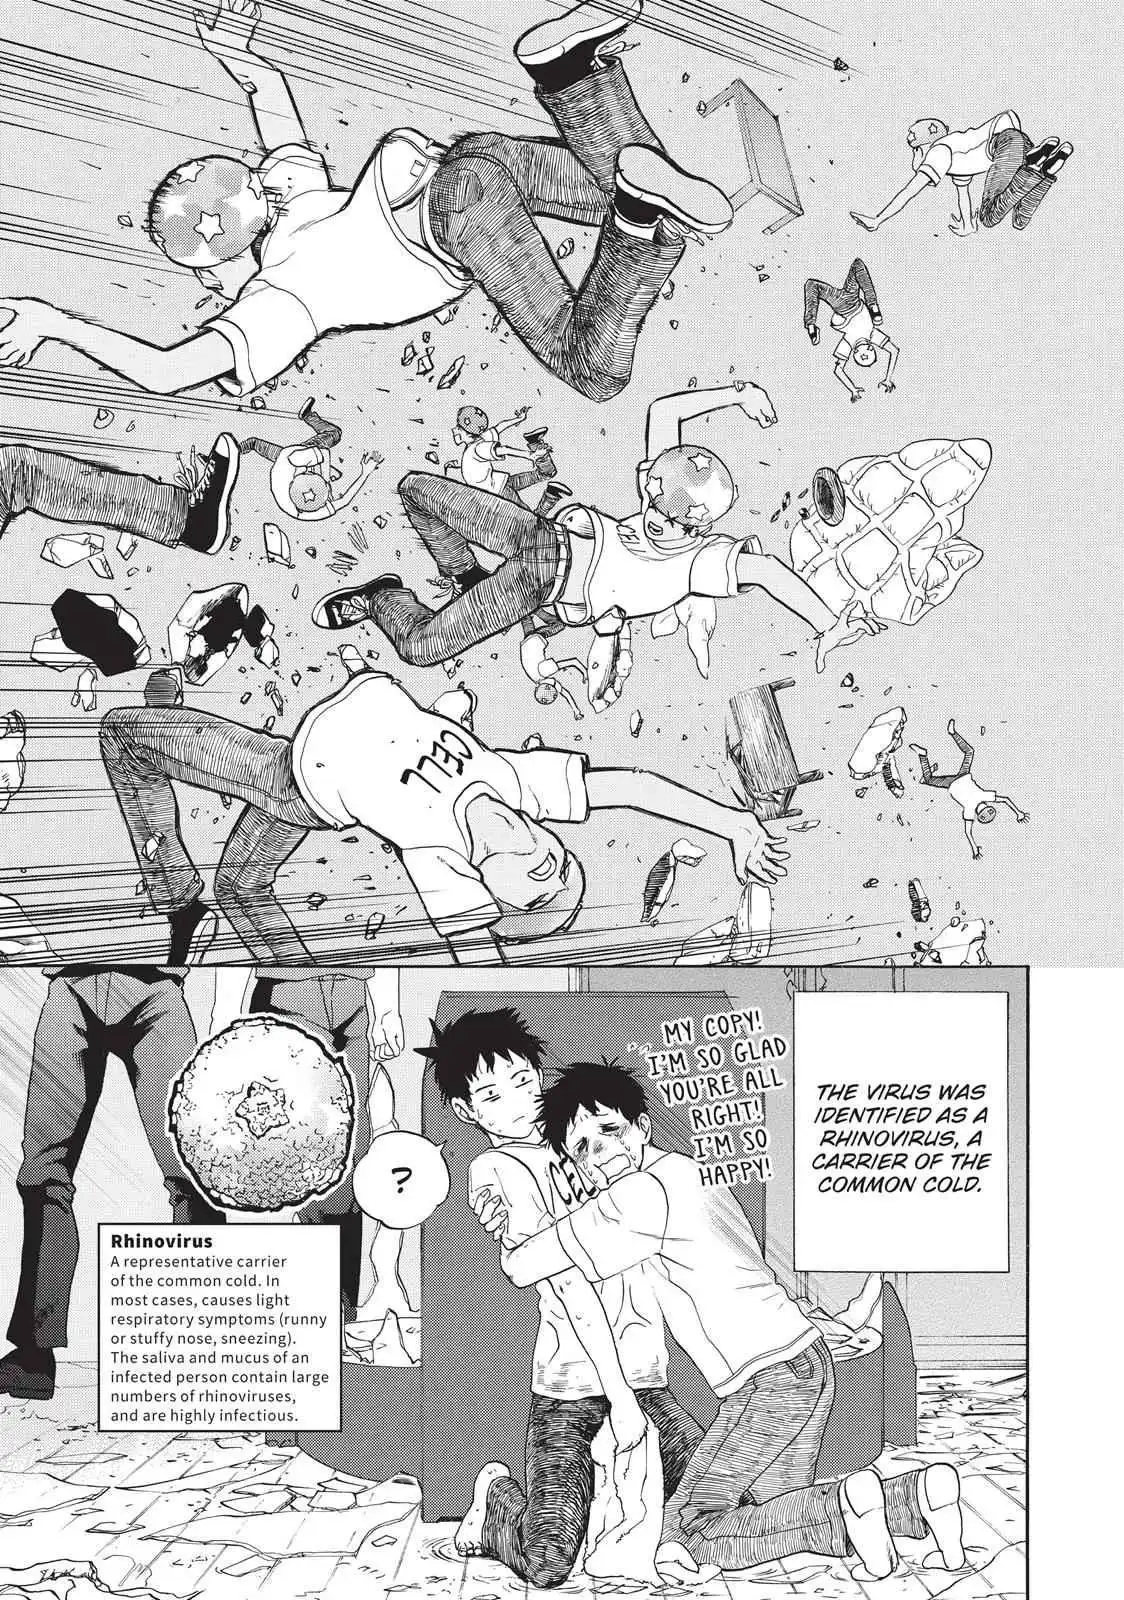 CELL
THE VIRUS WAS
IDENTIFIED AS A
RHINOVIRUS, A
CARRIER OF THE
COMMON COLD.
MY COPY!
I'M SO GLAD
YOU'RE ALL
RIGHT!
I'M SO
HAPPY!
?
CELL
Rhinovirus
A representative carrier
of the common cold. In
most cases, causes light
respiratory symptoms (runny
or stuffy nose, sneezing).
The saliva and mucus of an
infected person contain large
numbers of rhinoviruses,
and are highly infectious.